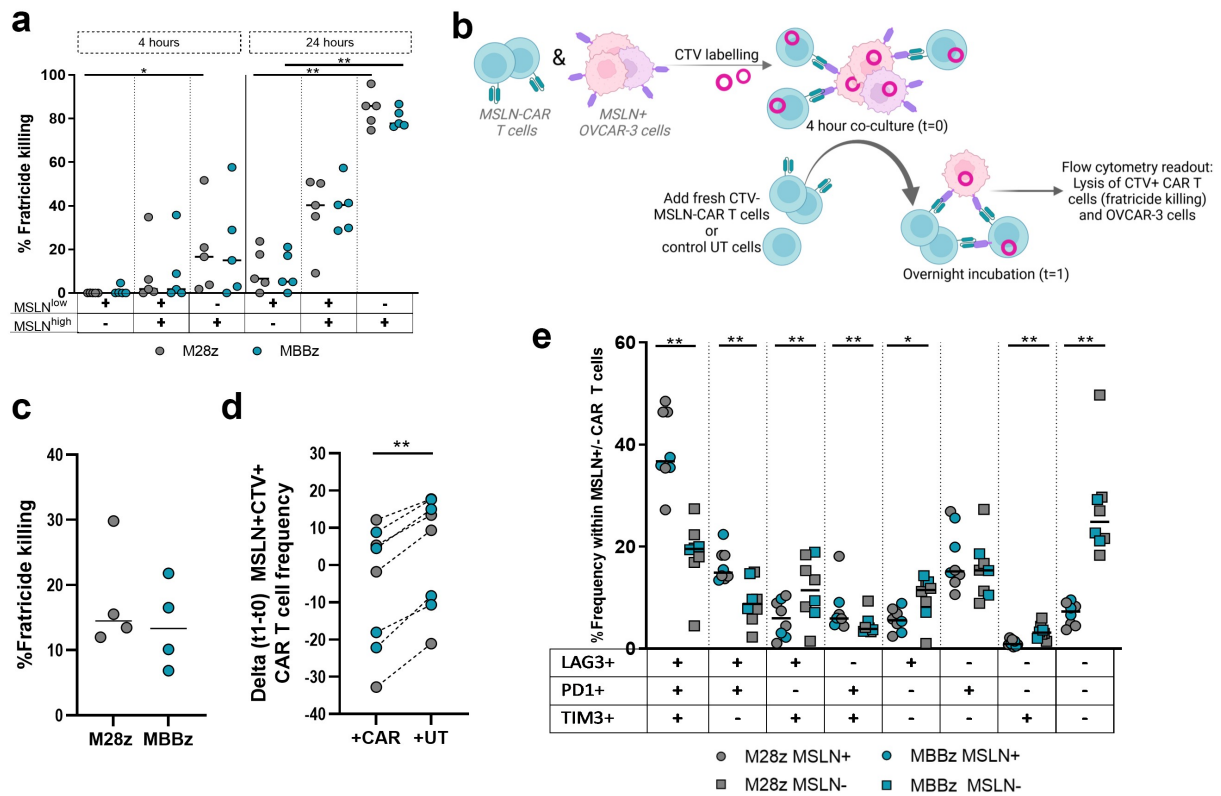 a
4 hours
24 hours
*
**
**
% Fratricide killing
100
80
60
40
20
0
MSLNlow + + - + + -
MSLNhigh - + + - + +
M28z MBBz
b
&
CTV labelling
MSLN-CAR
T cells
MSLN+
OVCAR-3 cells
4 hour co-culture (t=0)
Add fresh CTV-
MSLN-CAR T cells
or
control UT cells
Flow cytometry readout:
Lysis of CTV+ CAR T
cells (fratricide killing)
and OVCAR-3 cells
Overnight incubation (t=1)
c
%Fratricide killing
40
30
20
10
0
M28z MBBz
d
Delta (t1-t0) MSLN+CTV+
CAR T cell frequency
**
30
20
10
0
-10
-20
-30
-40
+CAR +UT
e
%Frequency within MSLN+/- CAR T cells
60
40
20
0
** ** ** ** * ** **
LAG3+ + + + - + - - -
PD1+ + + - + - + - -
TIM3+ + - + + - - + -
M28z MSLN+ MBBz MSLN+
M28z MSLN- MBBz MSLN-